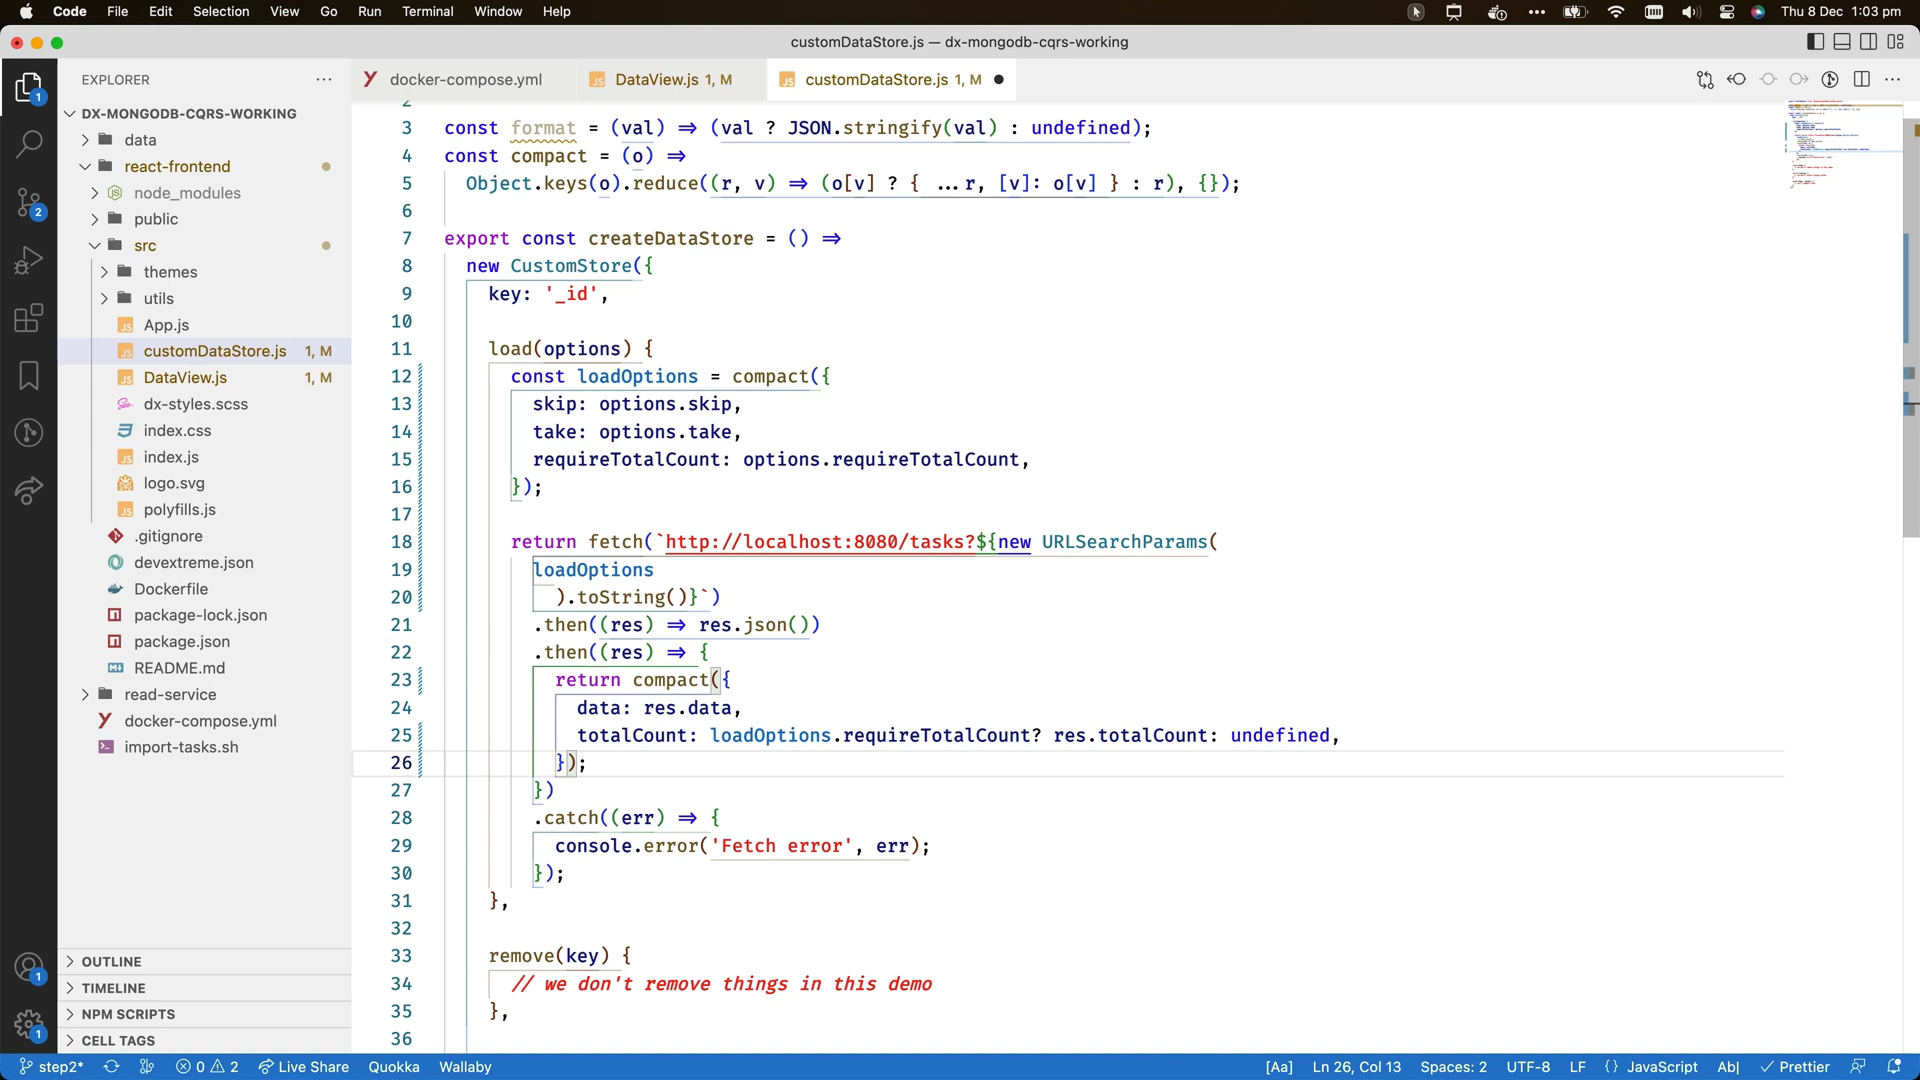 Code File Edit Selection View Go Run Terminal Window Help Thu 8 Dec 1:03 pm
customDataStore.js — dx-mongodb-cqrs-working
EXPLORER
docker-compose.yml DataView.js 1, M customDataStore.js 1, M
DX-MONGODB-CQRS-WORKING
data
react-frontend
node_modules
public
src
themes
utils
App.js
customDataStore.js 1, M
DataView.js 1, M
dx-styles.scss
index.css
index.js
logo.svg
polyfills.js
.gitignore
devextreme.json
Dockerfile
package-lock.json
package.json
README.md
read-service
docker-compose.yml
import-tasks.sh
OUTLINE
TIMELINE
NPM SCRIPTS
CELL TAGS
1
2
1
1
2
3 const format = (val) => (val ? JSON.stringify(val) : undefined);
4 const compact = (o) =>
5 Object.keys(o).reduce((r, v) => (o[v] ? { ...r, [v]: o[v] } : r), {});
6
7 export const createDataStore = () =>
8 new CustomStore({
9 key: '_id',
10
11 load(options) {
12 const loadOptions = compact({
13 skip: options.skip,
14 take: options.take,
15 requireTotalCount: options.requireTotalCount,
16 });
17
18 return fetch(`http://localhost:8080/tasks?${new URLSearchParams(
19 loadOptions
20 ).toString()}`)
21 .then((res) => res.json())
22 .then((res) => {
23 return compact({
24 data: res.data,
25 totalCount: loadOptions.requireTotalCount? res.totalCount: undefined,
26 });
27 })
28 .catch((err) => {
29 console.error('Fetch error', err);
30 });
31 },
32
33 remove(key) {
34 // we don't remove things in this demo
35 },
36
step2* 0 2 Live Share Quokka Wallaby [Aa] Ln 26, Col 13 Spaces: 2 UTF-8 LF {} JavaScript Ab| Prettier